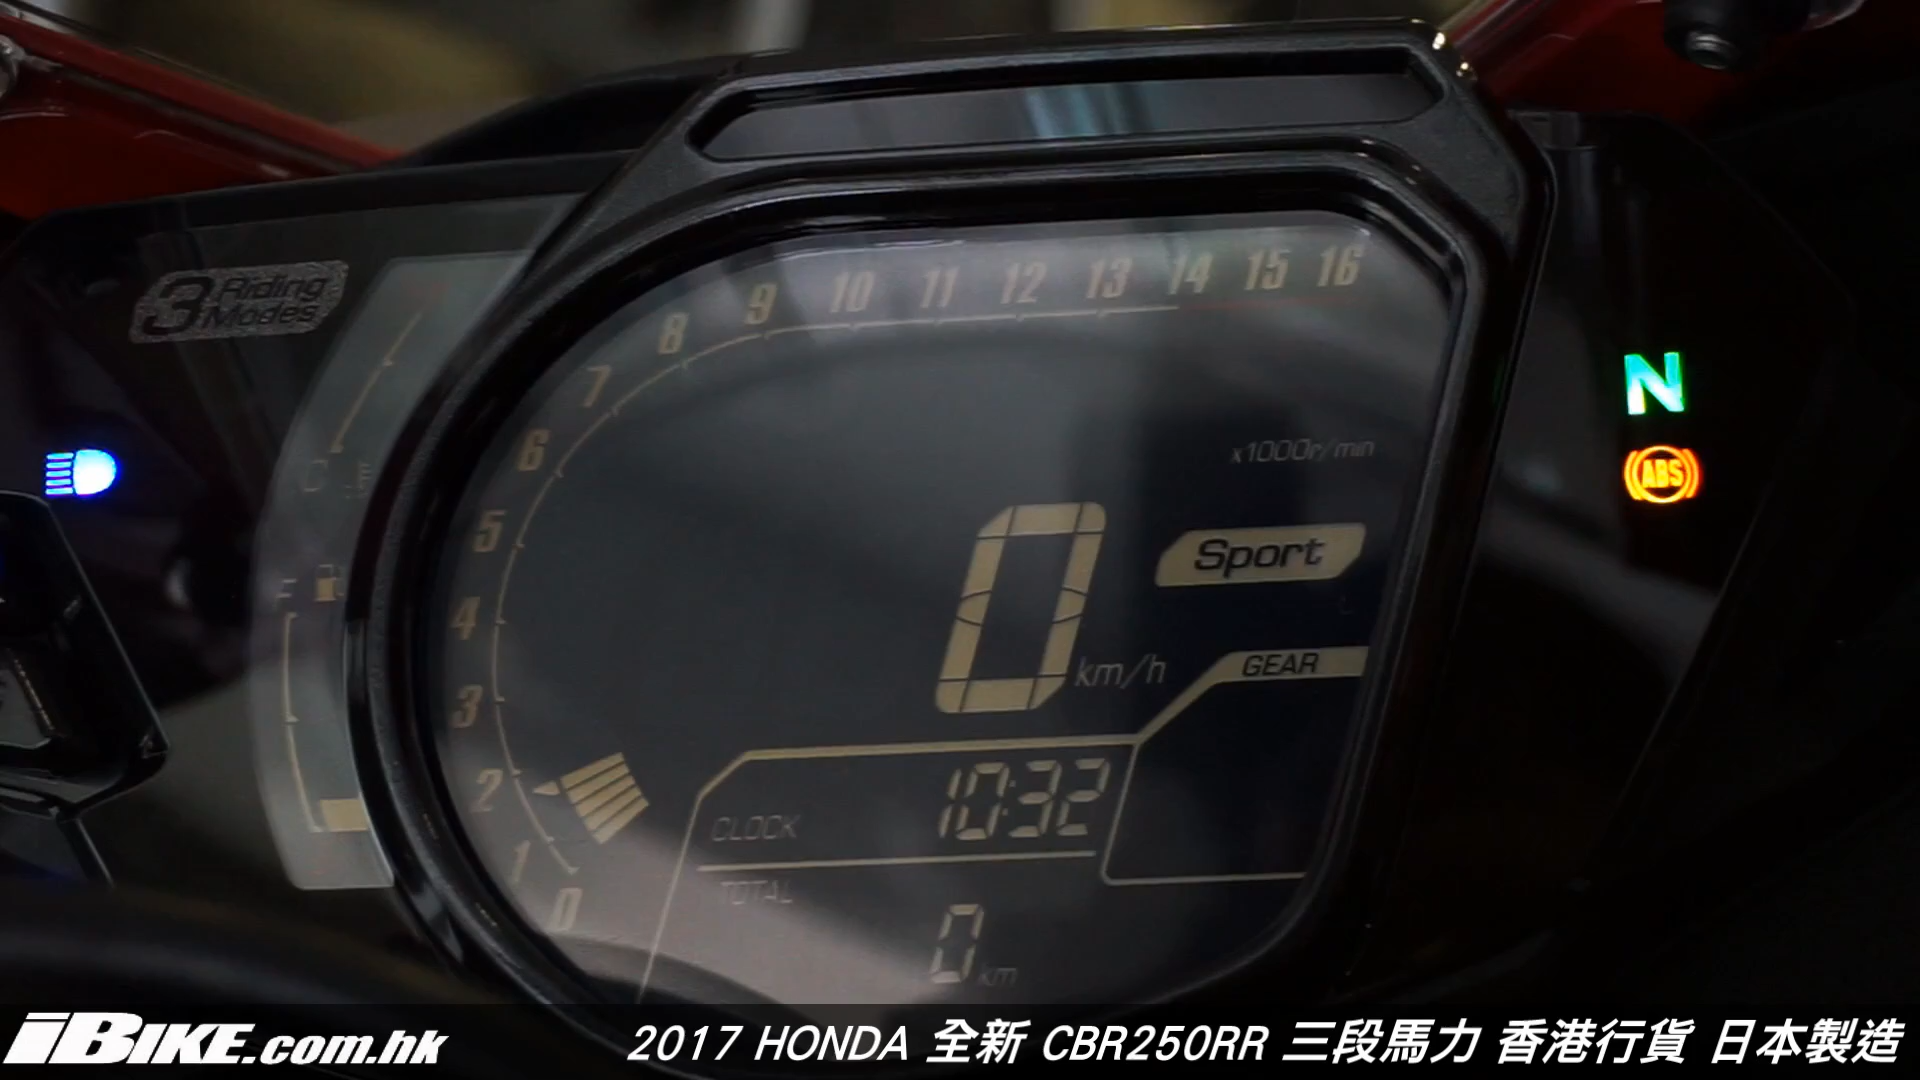 3 Riding
Modes
9 10 11 12 13 14 15 16
8
7
6
5
4
3
2
1
0
N
ABS
x1000r/min
0
km/h
Sport
GEAR
C
F
CLOCK
10:32
TOTAL
0
km
iBIKE.com.hk
2017 HONDA 全新 CBR250RR 三段馬力 香港行貨 日本製造